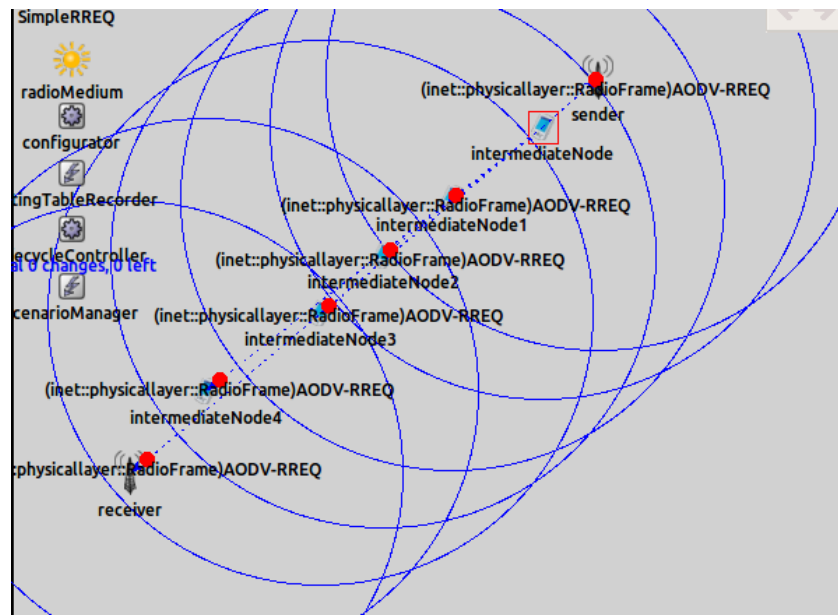 SimpleRREQ
radioMedium
configurator
tingTableRecorder
ecycleController
al 0 changes, 0 left
cenarioManager
(inet::physicallayer::RadioFrame)AODV-RREQ
sender
intermediateNode
(inet::physicallayer::RadioFrame)AODV-RREQ
intermediateNode1
(inet::physicallayer::RadioFrame)AODV-RREQ
intermediateNode2
(inet::physicallayer::RadioFrame)AODV-RREQ
intermediateNode3
(inet::physicallayer::RadioFrame)AODV-RREQ
intermediateNode4
:physicallayer::RadioFrame)AODV-RREQ
receiver